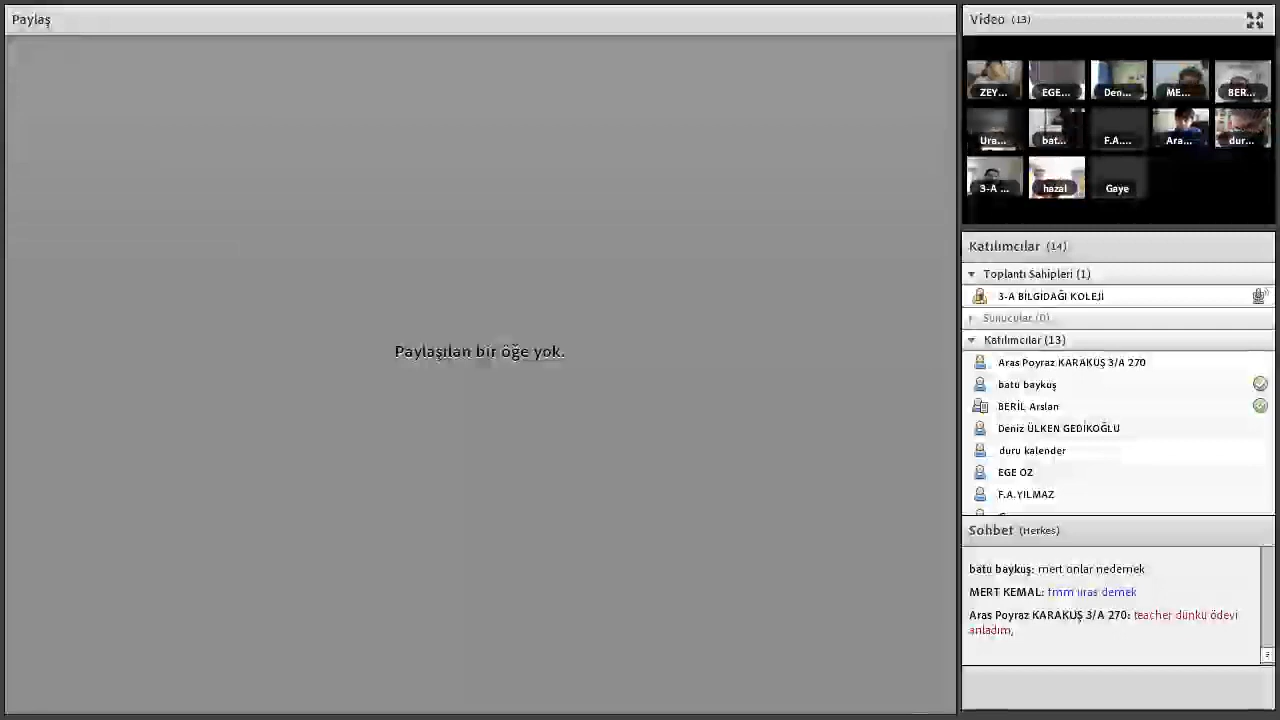 Paylaş
Paylaşılan bir öğe yok.
Video (13)
ZEY...
EGE...
Den...
ME...
BER...
Ura...
bat...
F.A....
Ara...
dur...
3-A ...
hazal
Gaye
Katılımcılar (14)
Toplantı Sahipleri (1)
3-A BİLGİDAĞI KOLEJİ
Sunucular (0)
Katılımcılar (13)
Aras Poyraz KARAKUŞ 3/A 270
batu baykuş
BERİL Arslan
Deniz ÜLKEN GEDİKOĞLU
duru kalender
EGE ÖZ
F.A.YILMAZ
Sohbet (Herkes)
batu baykuş: mert onlar nedemek
MERT KEMAL: fmm uras demek
Aras Poyraz KARAKUŞ 3/A 270: teacher dünkü ödevi
anladım,